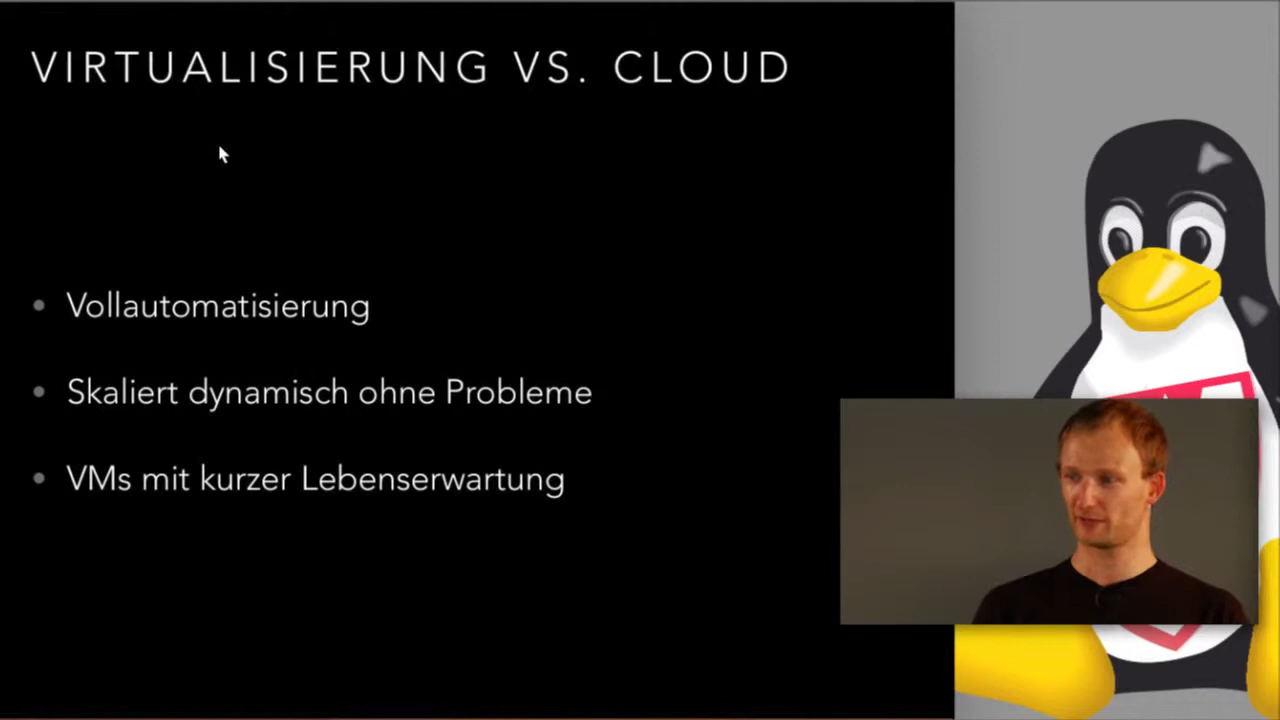 VIRTUALISIERUNG VS. CLOUD
Vollautomatisierung
Skaliert dynamisch ohne Probleme
VMs mit kurzer Lebenserwartung